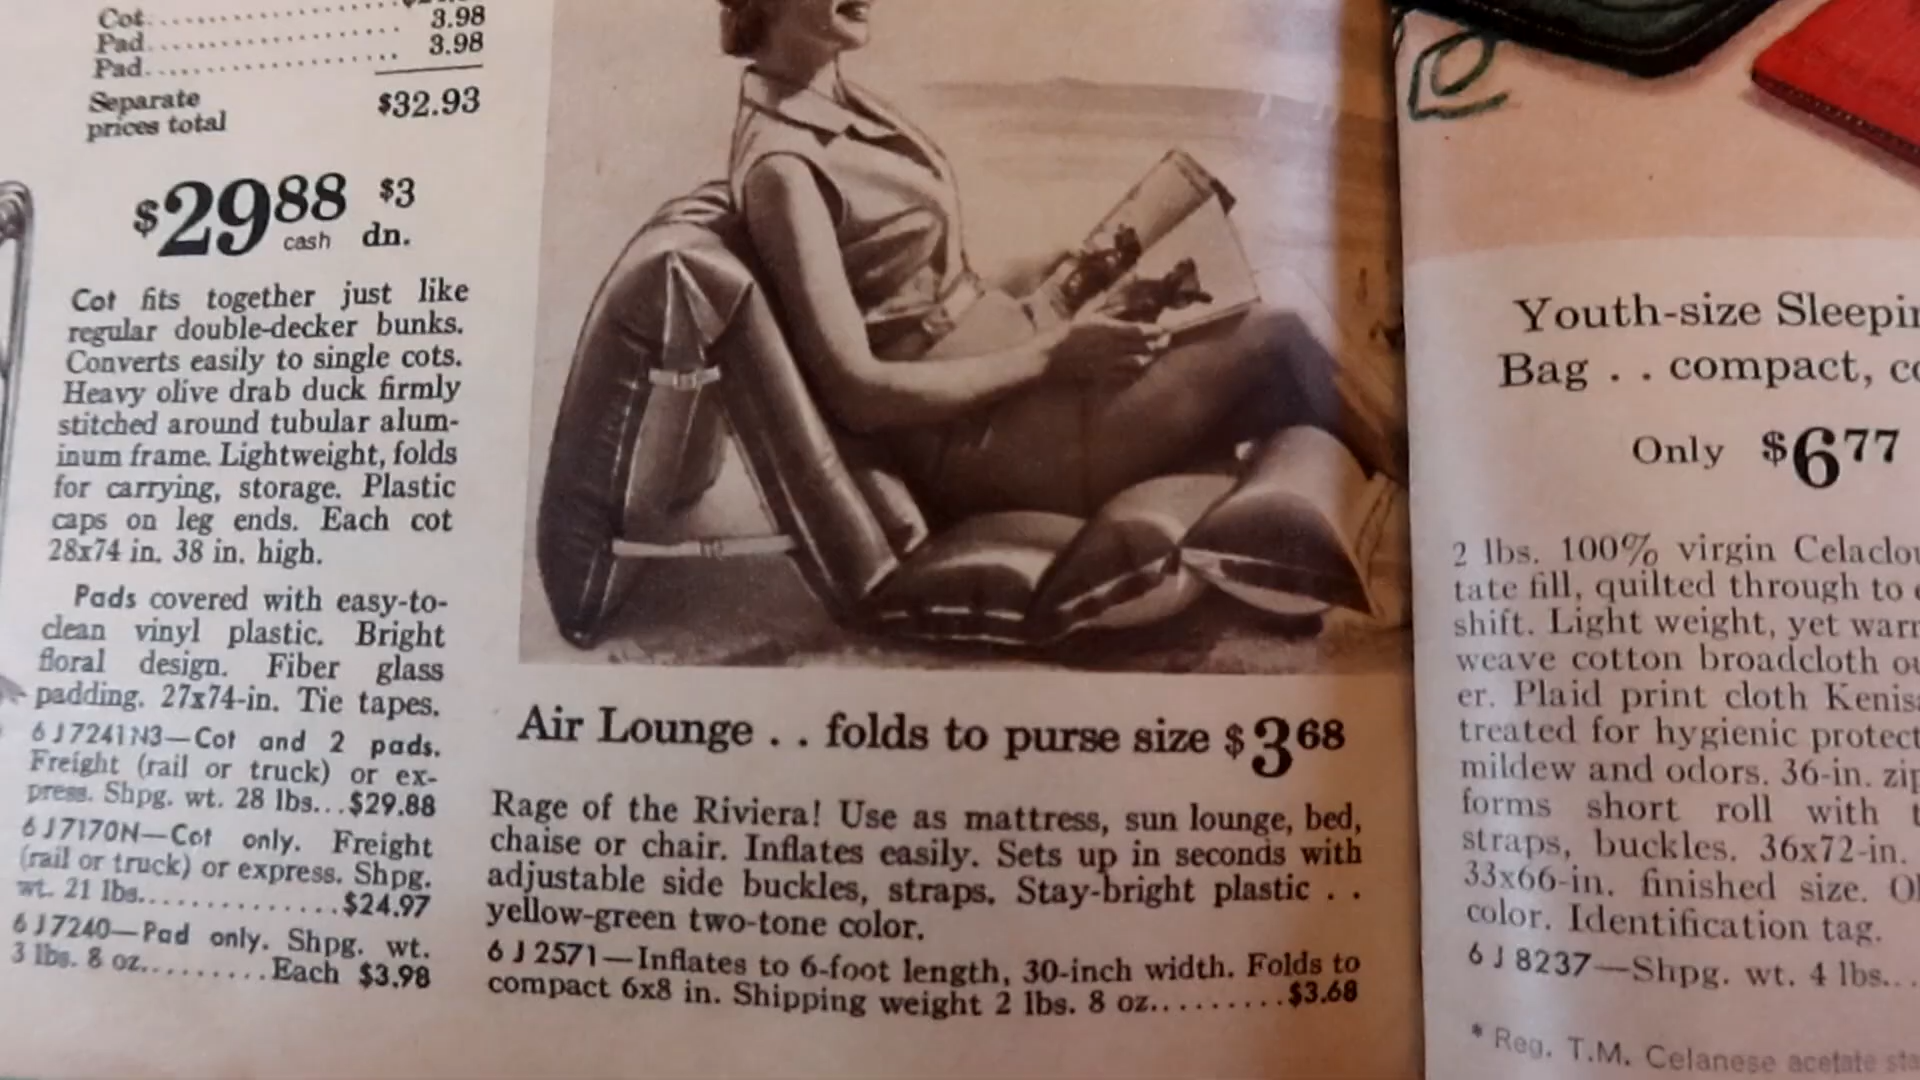 Cot 3.98
Pad 3.98
Pad
Separate
prices total $32.93
$29 88 cash $3 dn.
Cot fits together just like
regular double-decker bunks.
Converts easily to single cots.
Heavy olive drab duck firmly
stitched around tubular alum-
inum frame. Lightweight, folds
for carrying, storage. Plastic
caps on leg ends. Each cot
28x74 in. 38 in. high.
Pads covered with easy-to-
clean vinyl plastic. Bright
floral design. Fiber glass
padding. 27x74-in. Tie tapes.
6 J 7241N3—Cot and 2 pads.
Freight (rail or truck) or ex-
press. Shpg. wt. 28 lbs...$29.88
6 J 7170N—Cot only. Freight
(rail or truck) or express. Shpg.
wt. 21 lbs..............$24.97
6 J 7240—Pad only. Shpg. wt.
3 lbs. 8 oz.........Each $3.98
Air Lounge . . folds to purse size $3 68
Rage of the Riviera! Use as mattress, sun lounge, bed,
chaise or chair. Inflates easily. Sets up in seconds with
adjustable side buckles, straps. Stay-bright plastic . .
yellow-green two-tone color.
6 J 2571—Inflates to 6-foot length, 30-inch width. Folds to
compact 6x8 in. Shipping weight 2 lbs. 8 oz..........$3.68
Youth-size
Bag . . compact,
Only $6 77
2 lbs. 100% virgin
tate fill, quilted through to
shift. Light weight, yet
weave cotton broadcloth
er. Plaid print cloth
treated for hygienic
mildew and odors. 36-in.
forms short roll with
straps, buckles. 36x72-in.
33x66-in. finished size.
color. Identification tag.
6 J 8237—Shpg. wt. 4 lbs...
* Reg. T.M. Celanese acetate